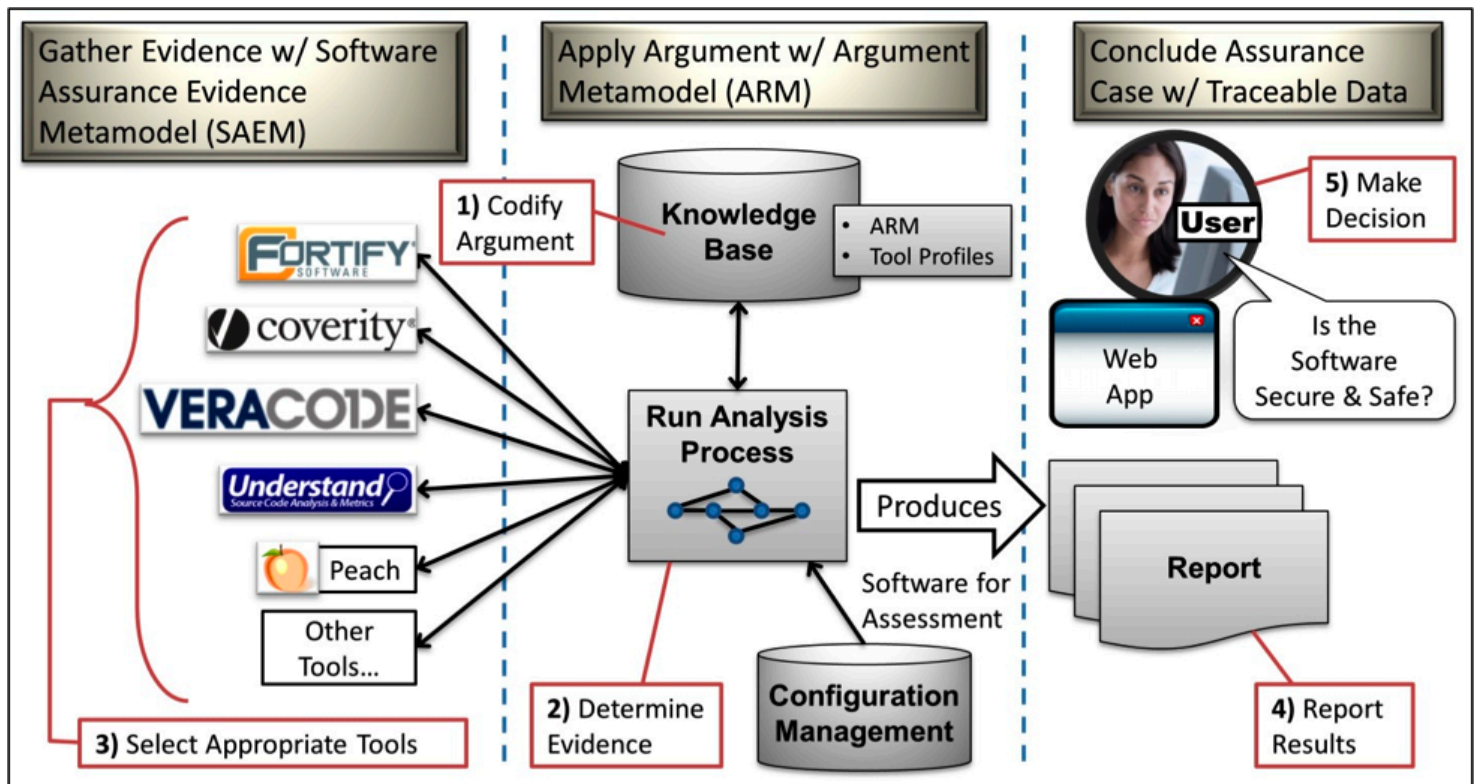 Gather Evidence w/ Software
Assurance Evidence
Metamodel (SAEM)
FORTIFY®
SOFTWARE
coverity®
VERACODE
Understand
Source Code Analysis & Metrics
Peach
Other
Tools...
3) Select Appropriate Tools
Apply Argument w/ Argument
Metamodel (ARM)
1) Codify
Argument
Knowledge
Base
• ARM
• Tool Profiles
Run Analysis
Process
Produces
Software for
Assessment
2) Determine
Evidence
Configuration
Management
Conclude Assurance
Case w/ Traceable Data
User
5) Make
Decision
Web
App
Is the
Software
Secure & Safe?
Report
4) Report
Results